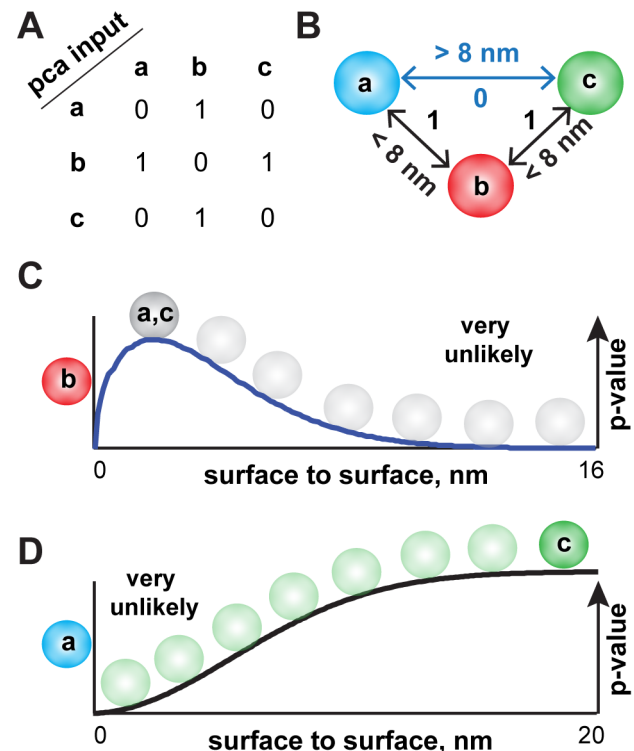 A
pca input
a b c
a 0 1 0
b 1 0 1
c 0 1 0
B
> 8 nm
a c
0
1 1
< 8 nm < 8 nm
b
C
a,c
very
unlikely
b
p-value
0 16
surface to surface, nm
D
c
very
unlikely
a
p-value
0 20
surface to surface, nm